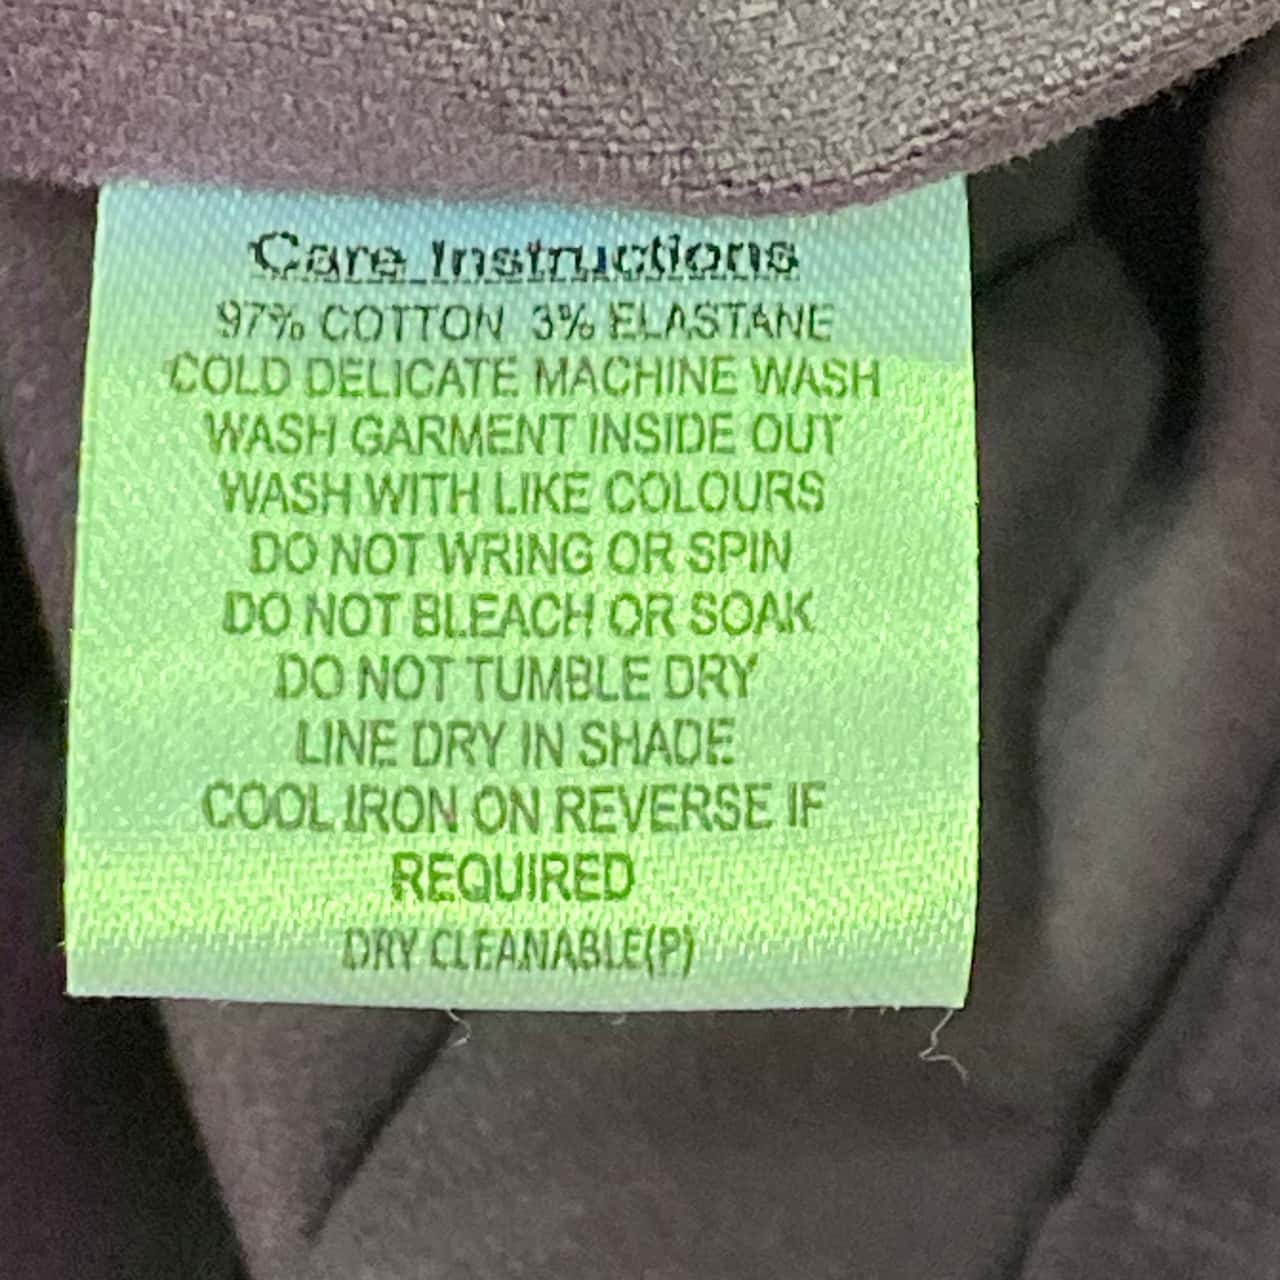 Care Instructions
97% COTTON 3% ELASTANE
COLD DELICATE MACHINE WASH
WASH GARMENT INSIDE OUT
WASH WITH LIKE COLOURS
DO NOT WRING OR SPIN
DO NOT BLEACH OR SOAK
DO NOT TUMBLE DRY
LINE DRY IN SHADE
COOL IRON ON REVERSE IF
REQUIRED
DRY CLEANABLE(P)